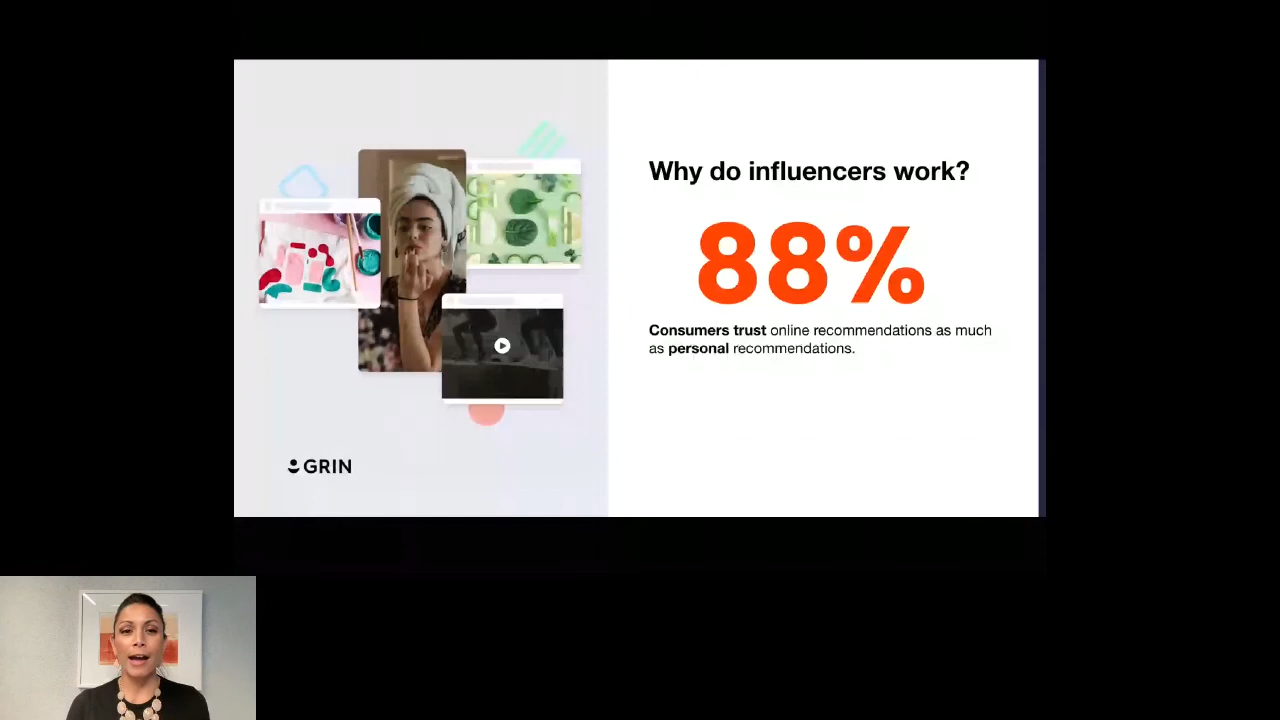 Why do influencers work?
88%
Consumers trust online recommendations as much
as personal recommendations.
GRIN